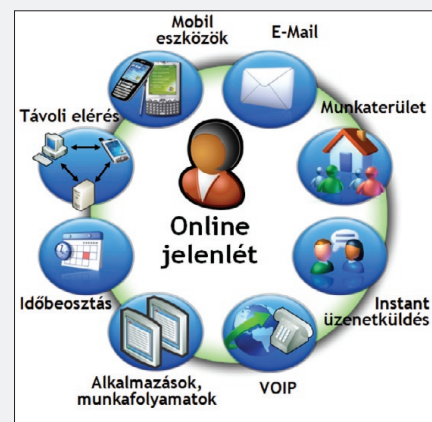 Mobil
eszközök
E-Mail
Munkaterület
Távoli elérés
Online
jelenlét
Időbeosztás
Instant
üzenetküldés
Alkalmazások,
munkafolyamatok
VOIP